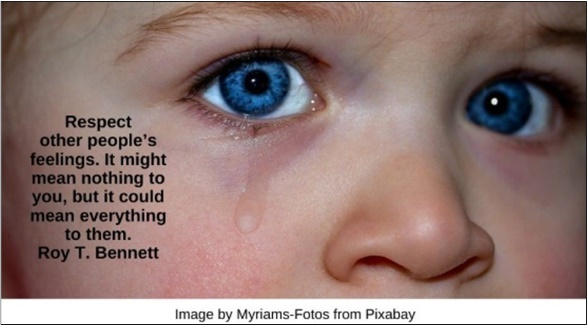 Respect
other people's
feelings. It might
mean nothing to
you, but it could
mean everything
to them.
Roy T. Bennett
Image by Myriams-Fotos from Pixabay